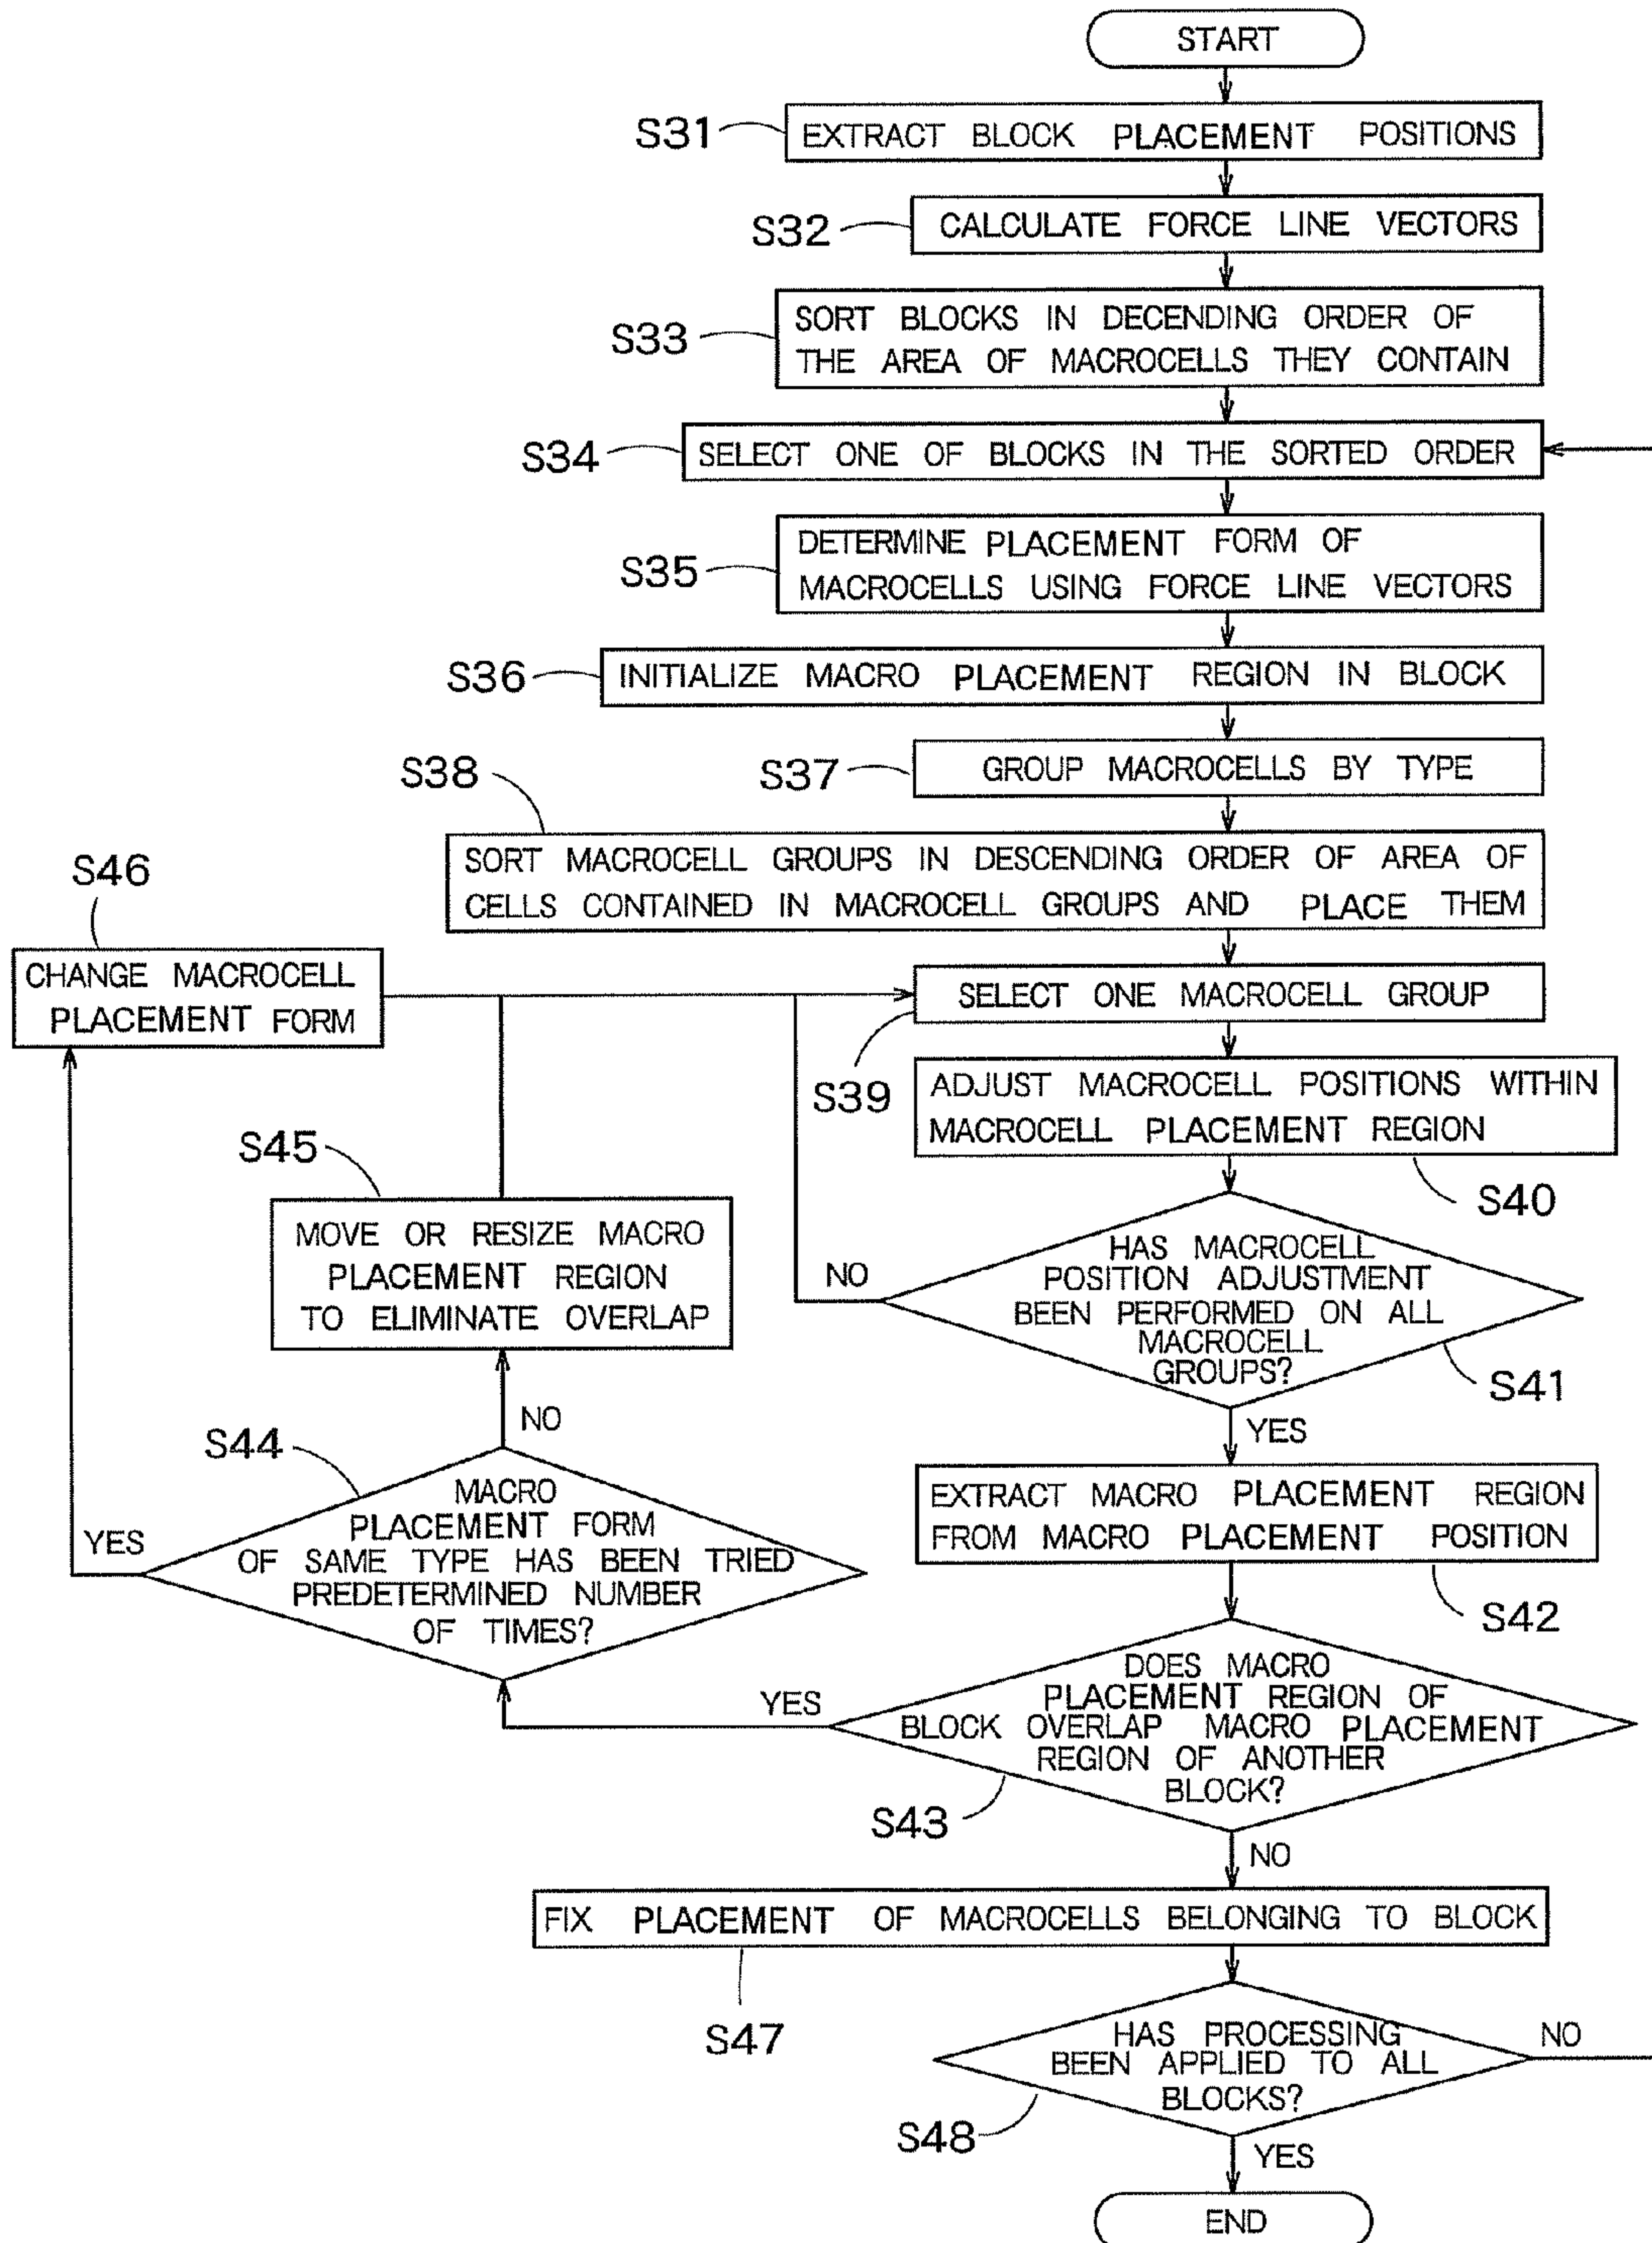 START
S31
EXTRACT BLOCK PLACEMENT POSITIONS
S32
CALCULATE FORCE LINE VECTORS
S33
SORT BLOCKS IN DECENDING ORDER OF
THE AREA OF MACROCELLS THEY CONTAIN
S34
SELECT ONE OF BLOCKS IN THE SORTED ORDER
S35
DETERMINE PLACEMENT FORM OF
MACROCELLS USING FORCE LINE VECTORS
S36
INITIALIZE MACRO PLACEMENT REGION IN BLOCK
S37
GROUP MACROCELLS BY TYPE
S38
SORT MACROCELL GROUPS IN DESCENDING ORDER OF AREA OF
CELLS CONTAINED IN MACROCELL GROUPS AND PLACE THEM
S46
CHANGE MACROCELL
PLACEMENT FORM
SELECT ONE MACROCELL GROUP
S39
ADJUST MACROCELL POSITIONS WITHIN
MACROCELL PLACEMENT REGION
S40
S45
MOVE OR RESIZE MACRO
PLACEMENT REGION
TO ELIMINATE OVERLAP
NO
HAS MACROCELL
POSITION ADJUSTMENT
BEEN PERFORMED ON ALL
MACROCELL
GROUPS?
S41
YES
NO
S44
MACRO
PLACEMENT FORM
OF SAME TYPE HAS BEEN TRIED
PREDETERMINED NUMBER
OF TIMES?
YES
EXTRACT MACRO PLACEMENT REGION
FROM MACRO PLACEMENT POSITION
S42
YES
DOES MACRO
PLACEMENT REGION OF
BLOCK OVERLAP MACRO PLACEMENT
REGION OF ANOTHER
BLOCK?
S43
NO
FIX PLACEMENT OF MACROCELLS BELONGING TO BLOCK
S47
HAS PROCESSING
BEEN APPLIED TO ALL
BLOCKS?
NO
S48
YES
END